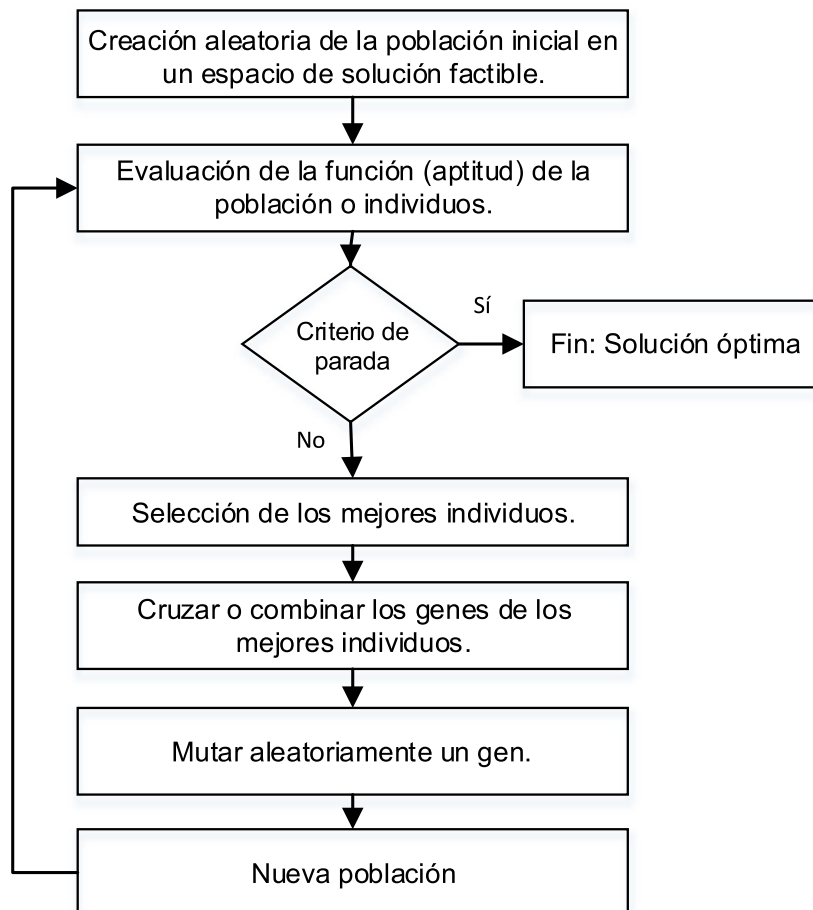 Creación aleatoria de la población inicial en
un espacio de solución factible.
Evaluación de la función (aptitud) de la
población o individuos.
Criterio de
parada
Sí
Fin: Solución óptima
No
Selección de los mejores individuos.
Cruzar o combinar los genes de los
mejores individuos.
Mutar aleatoriamente un gen.
Nueva población